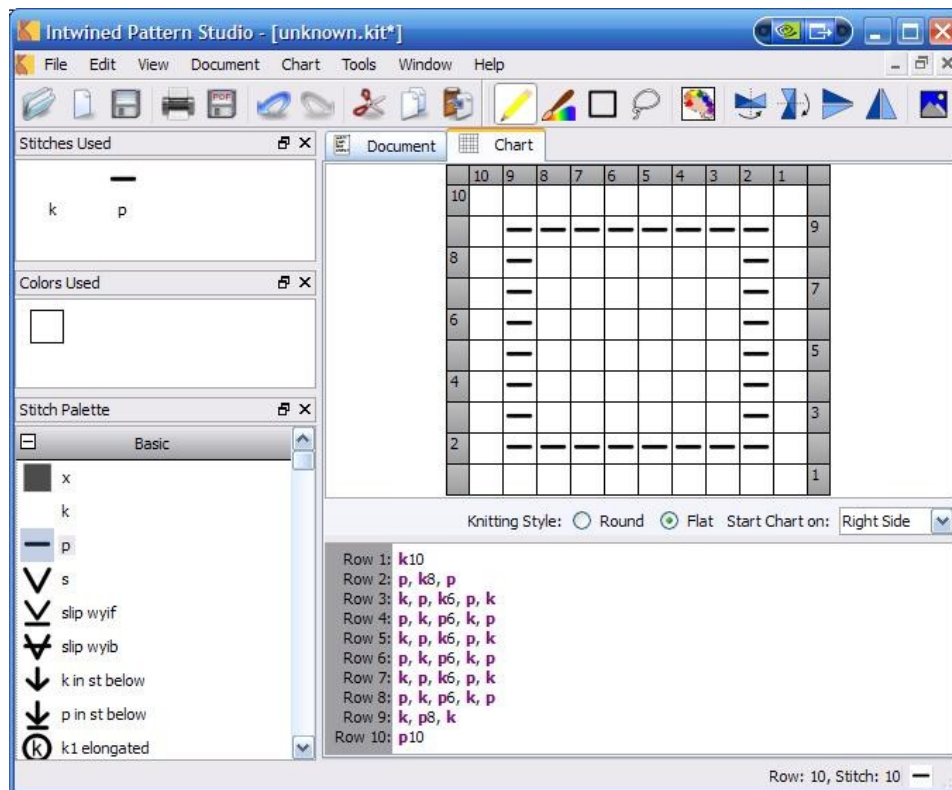 Intwined Pattern Studio - [unknown.kit*]
File Edit View Document Chart Tools Window Help
PDF
Stitches Used
k p
Colors Used
Stitch Palette
Basic
x
k
p
s
slip wyif
slip wyib
k in st below
p in st below
k
k1 elongated
Document Chart
10 9 8 7 6 5 4 3 2 1
10
9
8
7
6
5
4
3
2
1
Knitting Style: Round Flat Start Chart on: Right Side
Row 1: k10
Row 2: p, k8, p
Row 3: k, p, k6, p, k
Row 4: p, k, p6, k, p
Row 5: k, p, k6, p, k
Row 6: p, k, p6, k, p
Row 7: k, p, k6, p, k
Row 8: p, k, p6, k, p
Row 9: k, p8, k
Row 10: p10
Row: 10, Stitch: 10